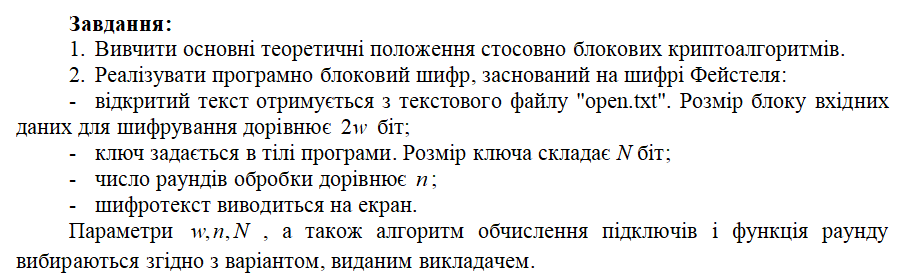 Завдання:
1. Вивчити основні теоретичні положення стосовно блокових криптоалгоритмів.
2. Реалізувати програмно блоковий шифр, заснований на шифрі Фейстеля:
- відкритий текст отримується з текстового файлу "open.txt". Розмір блоку вхідних
даних для шифрування дорівнює 2w біт;
- ключ задається в тілі програми. Розмір ключа складає N біт;
- число раундів обробки дорівнює n;
- шифротекст виводиться на екран.
Параметри w,n,N , а також алгоритм обчислення підключів і функція раунду
вибираються згідно з варіантом, виданим викладачем.